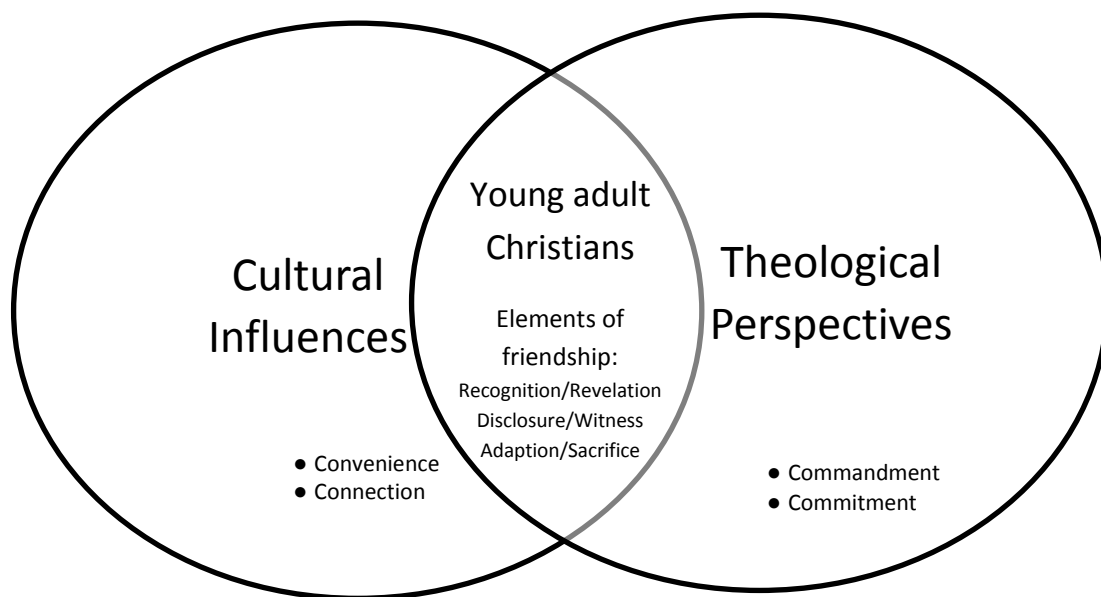 Cultural
Influences
● Convenience
● Connection
Young adult
Christians
Elements of
friendship:
Recognition/Revelation
Disclosure/Witness
Adaption/Sacrifice
Theological
Perspectives
● Commandment
● Commitment